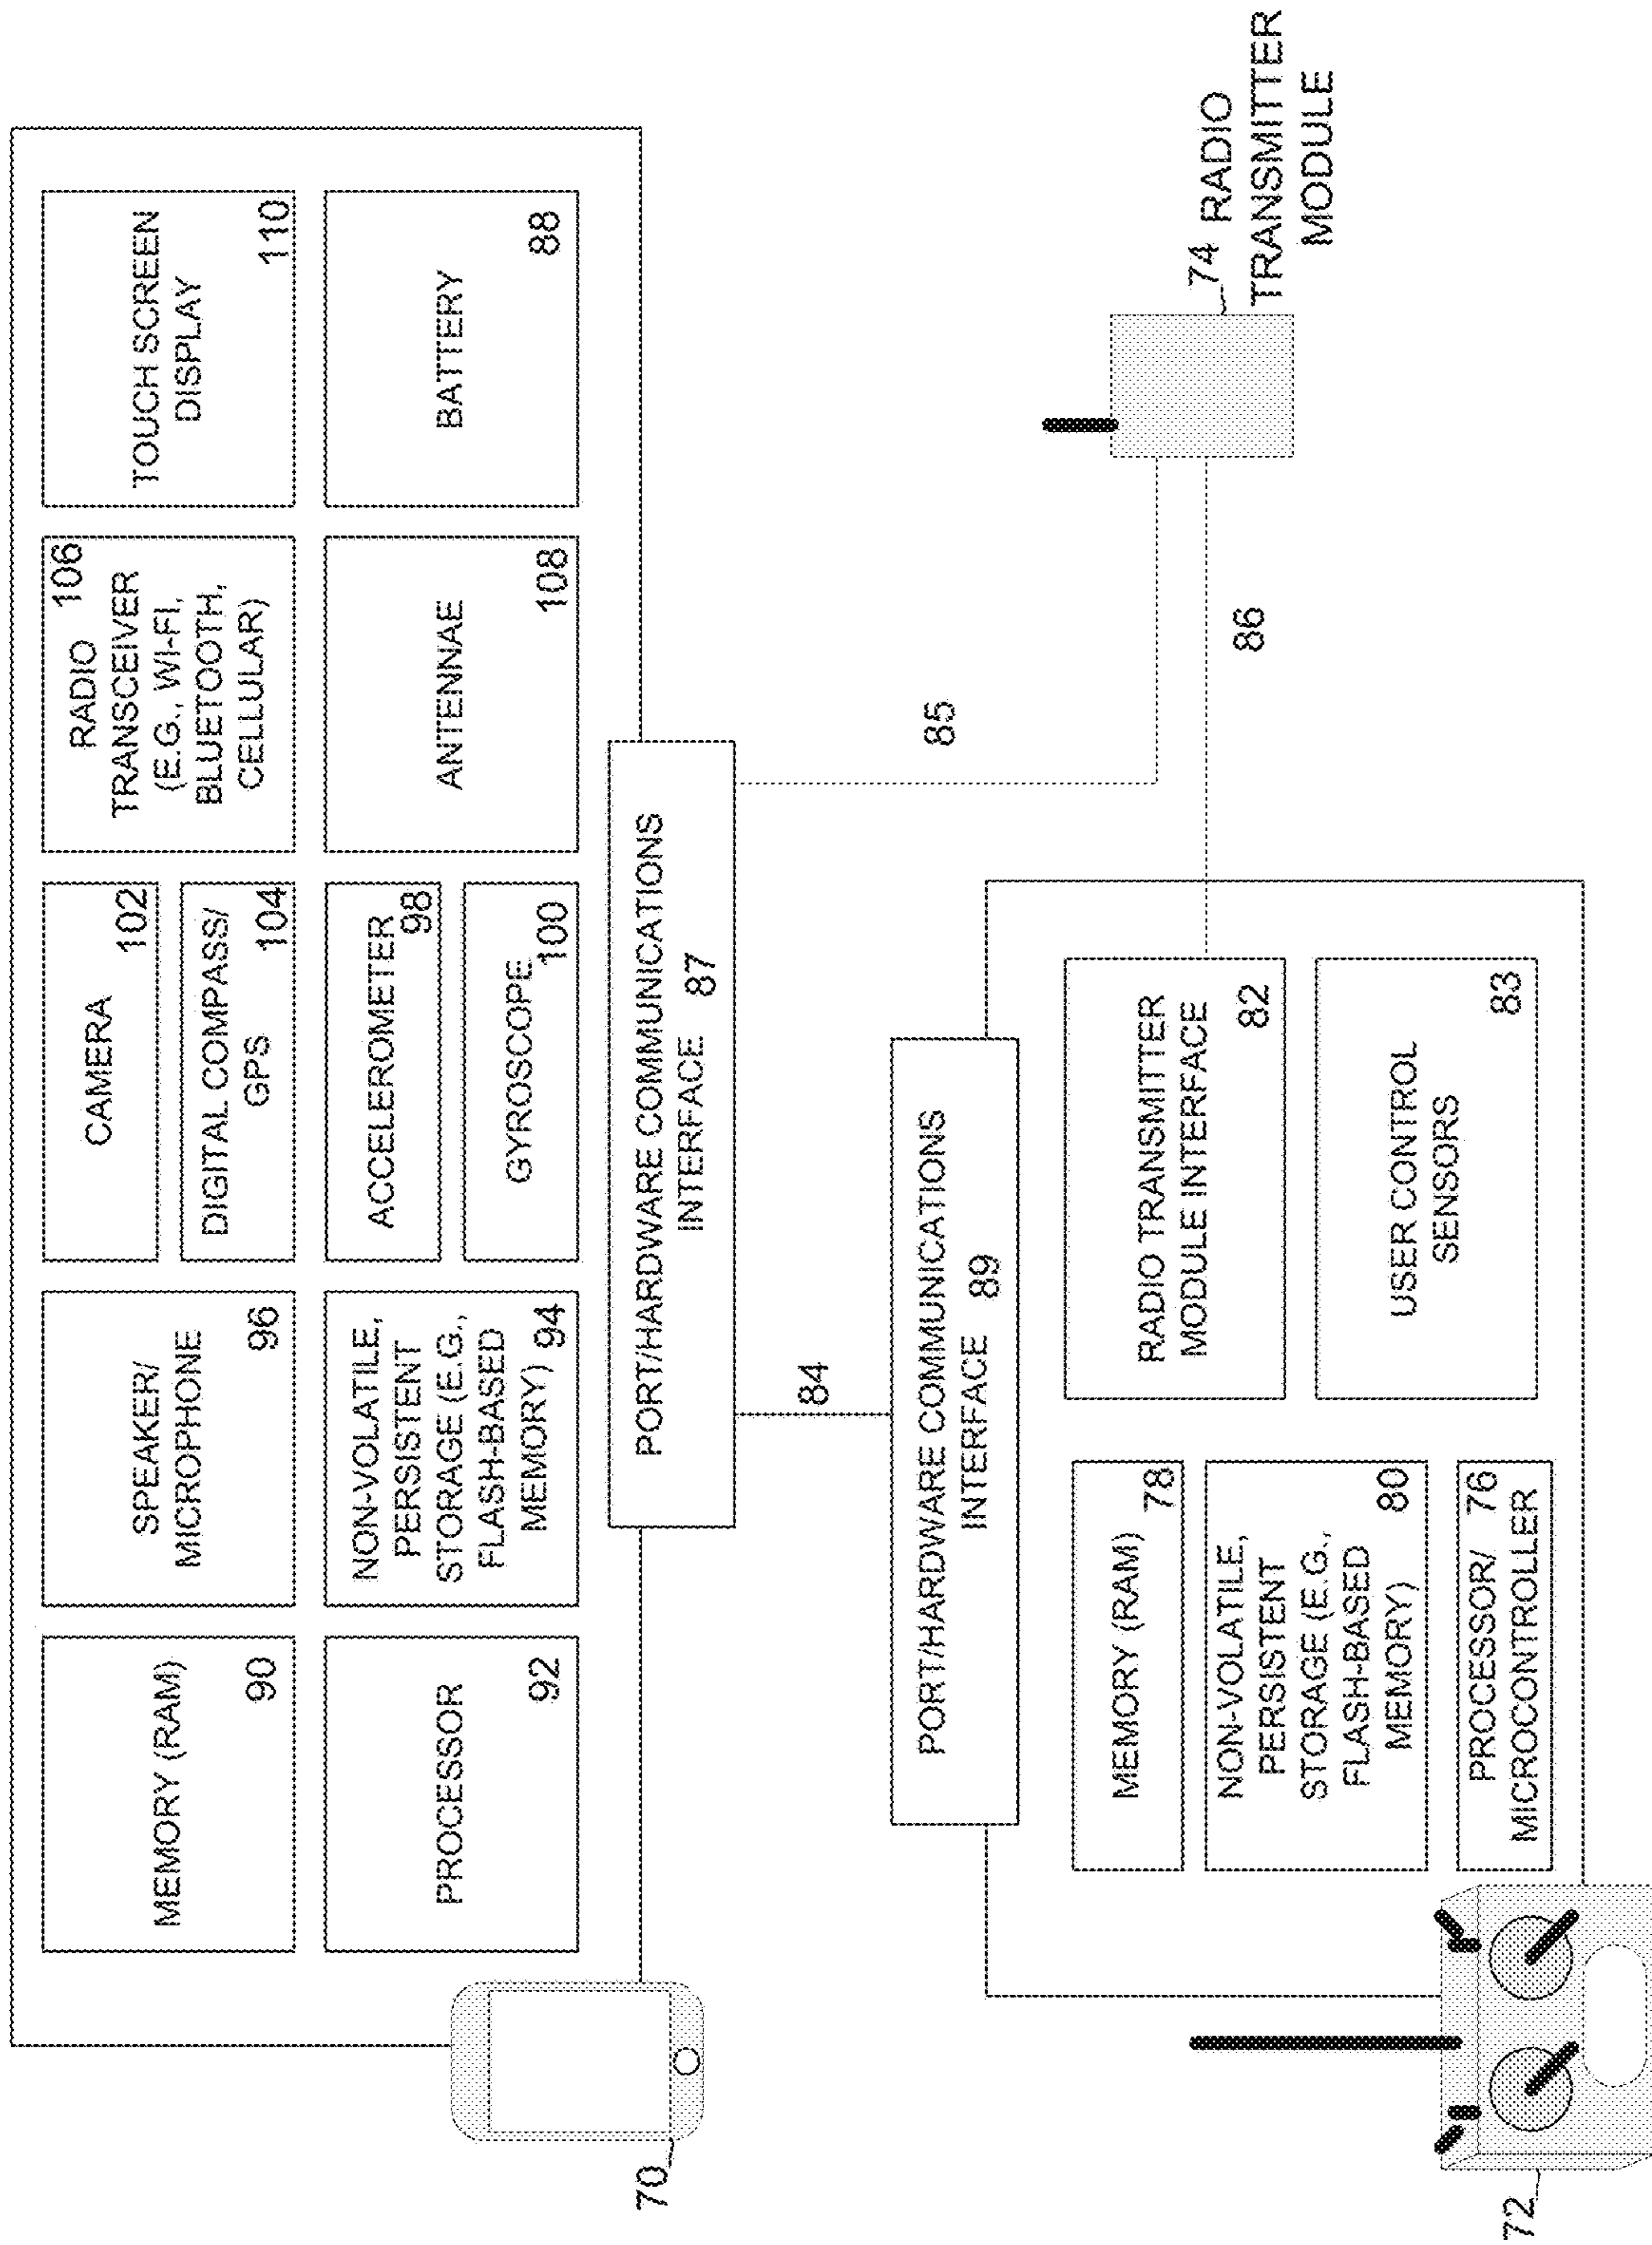 MEMORY (RAM)
90
SPEAKER/
MICROPHONE
96
CAMERA
102
DIGITAL COMPASS/
GPS
104
RADIO
106
TRANSCEIVER
(E.G., WI-FI,
BLUETOOTH,
CELLULAR)
TOUCH SCREEN
DISPLAY
110
PROCESSOR
92
NON-VOLATILE,
PERSISTENT
STORAGE (E.G.,
FLASH-BASED
MEMORY) 94
ACCELEROMETER
98
GYROSCOPE
100
ANTENNAE
108
BATTERY
88
70
PORT/HARDWARE COMMUNICATIONS
INTERFACE 87
84
85
PORT/HARDWARE COMMUNICATIONS
INTERFACE 89
86
74 RADIO
TRANSMITTER
MODULE
MEMORY (RAM)
78
NON-VOLATILE,
PERSISTENT
STORAGE (E.G.,
FLASH-BASED
MEMORY)
80
PROCESSOR/ 76
MICROCONTROLLER
RADIO TRANSMITTER
MODULE INTERFACE
82
USER CONTROL
SENSORS
83
72